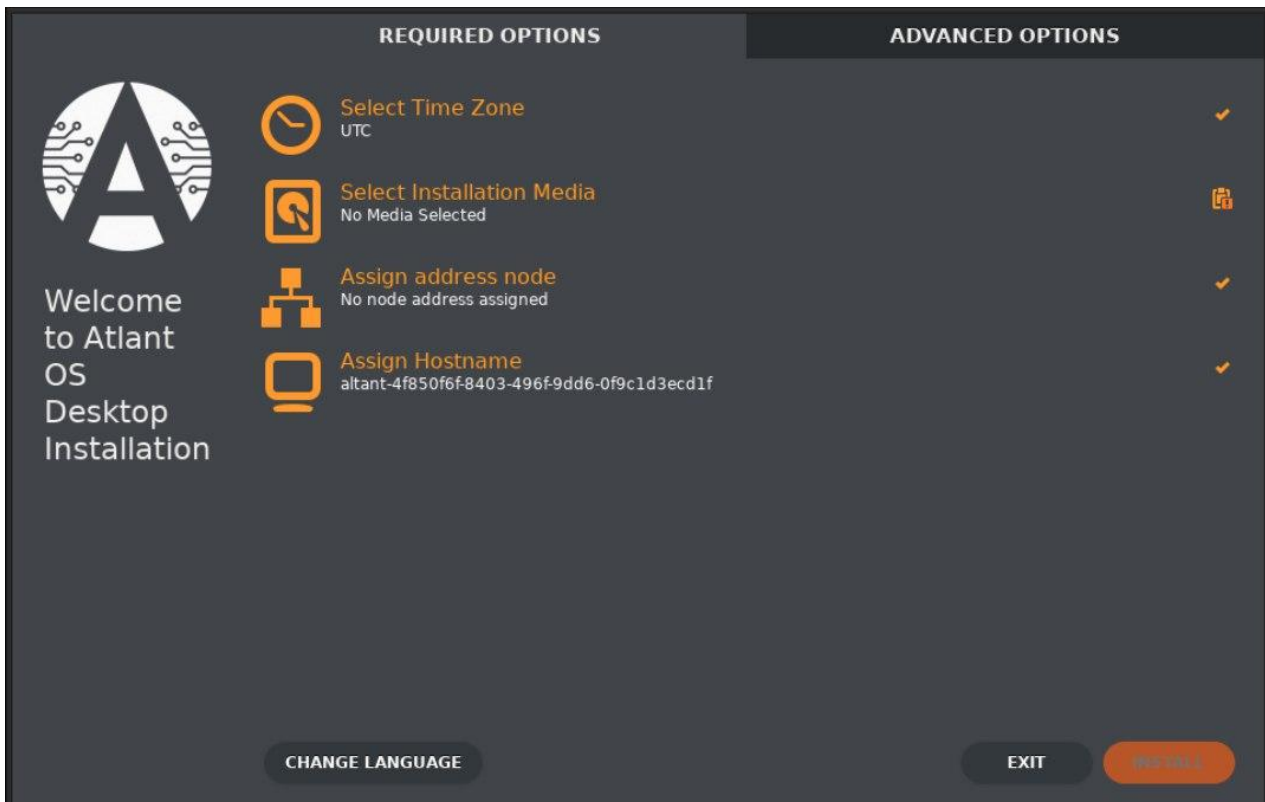 REQUIRED OPTIONS
ADVANCED OPTIONS
Select Time Zone
UTC
Select Installation Media
No Media Selected
Assign address node
No node address assigned
Assign Hostname
altant-4f850f6f-8403-496f-9dd6-0f9c1d3ecd1f
Welcome
to Atlant
OS
Desktop
Installation
CHANGE LANGUAGE
EXIT
INSTALL